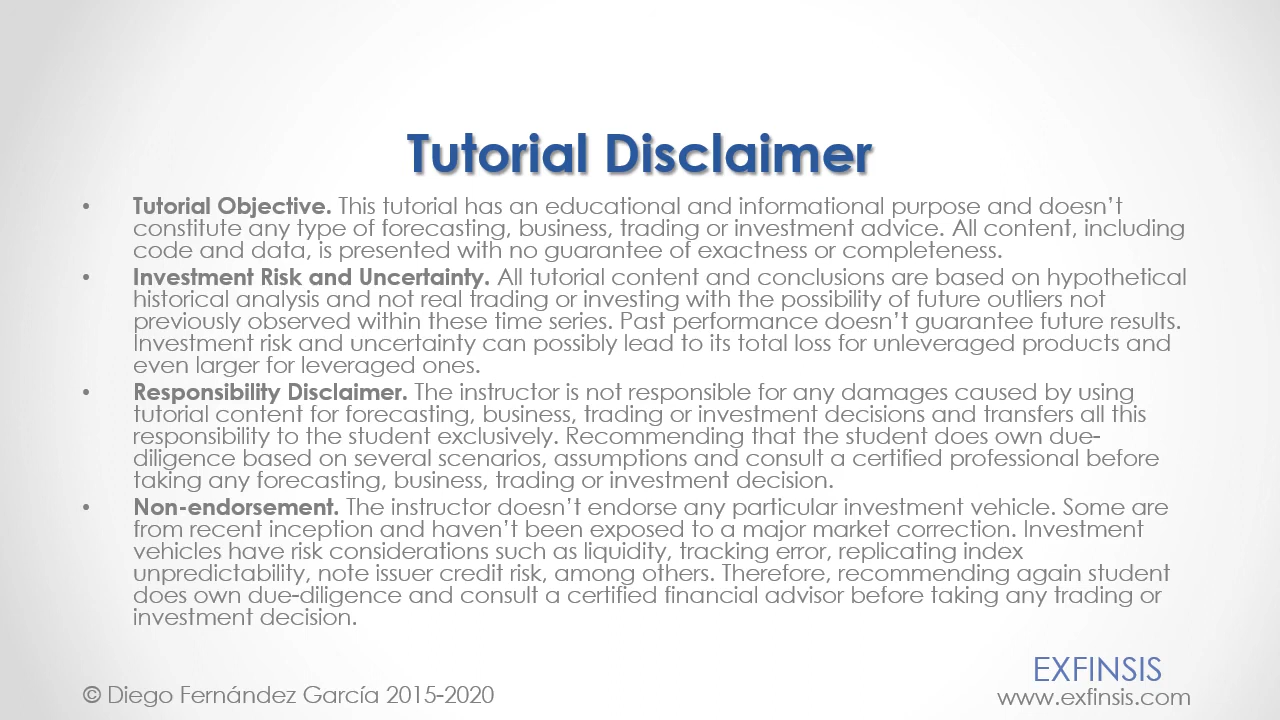 Tutorial Disclaimer
• Tutorial Objective. This tutorial has an educational and informational purpose and doesn’t
constitute any type of forecasting, business, trading or investment advice. All content, including
code and data, is presented with no guarantee of exactness or completeness.
• Investment Risk and Uncertainty. All tutorial content and conclusions are based on hypothetical
historical analysis and not real trading or investing with the possibility of future outliers not
previously observed within these time series. Past performance doesn’t guarantee future results.
Investment risk and uncertainty can possibly lead to its total loss for unleveraged products and
even larger for leveraged ones.
• Responsibility Disclaimer. The instructor is not responsible for any damages caused by using
tutorial content for forecasting, business, trading or investment decisions and transfers all this
responsibility to the student exclusively. Recommending that the student does own due-
diligence based on several scenarios, assumptions and consult a certified professional before
taking any forecasting, business, trading or investment decision.
• Non-endorsement. The instructor doesn’t endorse any particular investment vehicle. Some are
from recent inception and haven’t been exposed to a major market correction. Investment
vehicles have risk considerations such as liquidity, tracking error, replicating index
unpredictability, note issuer credit risk, among others. Therefore, recommending again student
does own due-diligence and consult a certified financial advisor before taking any trading or
investment decision.
© Diego Fernández García 2015-2020
EXFINSIS
www.exfinsis.com